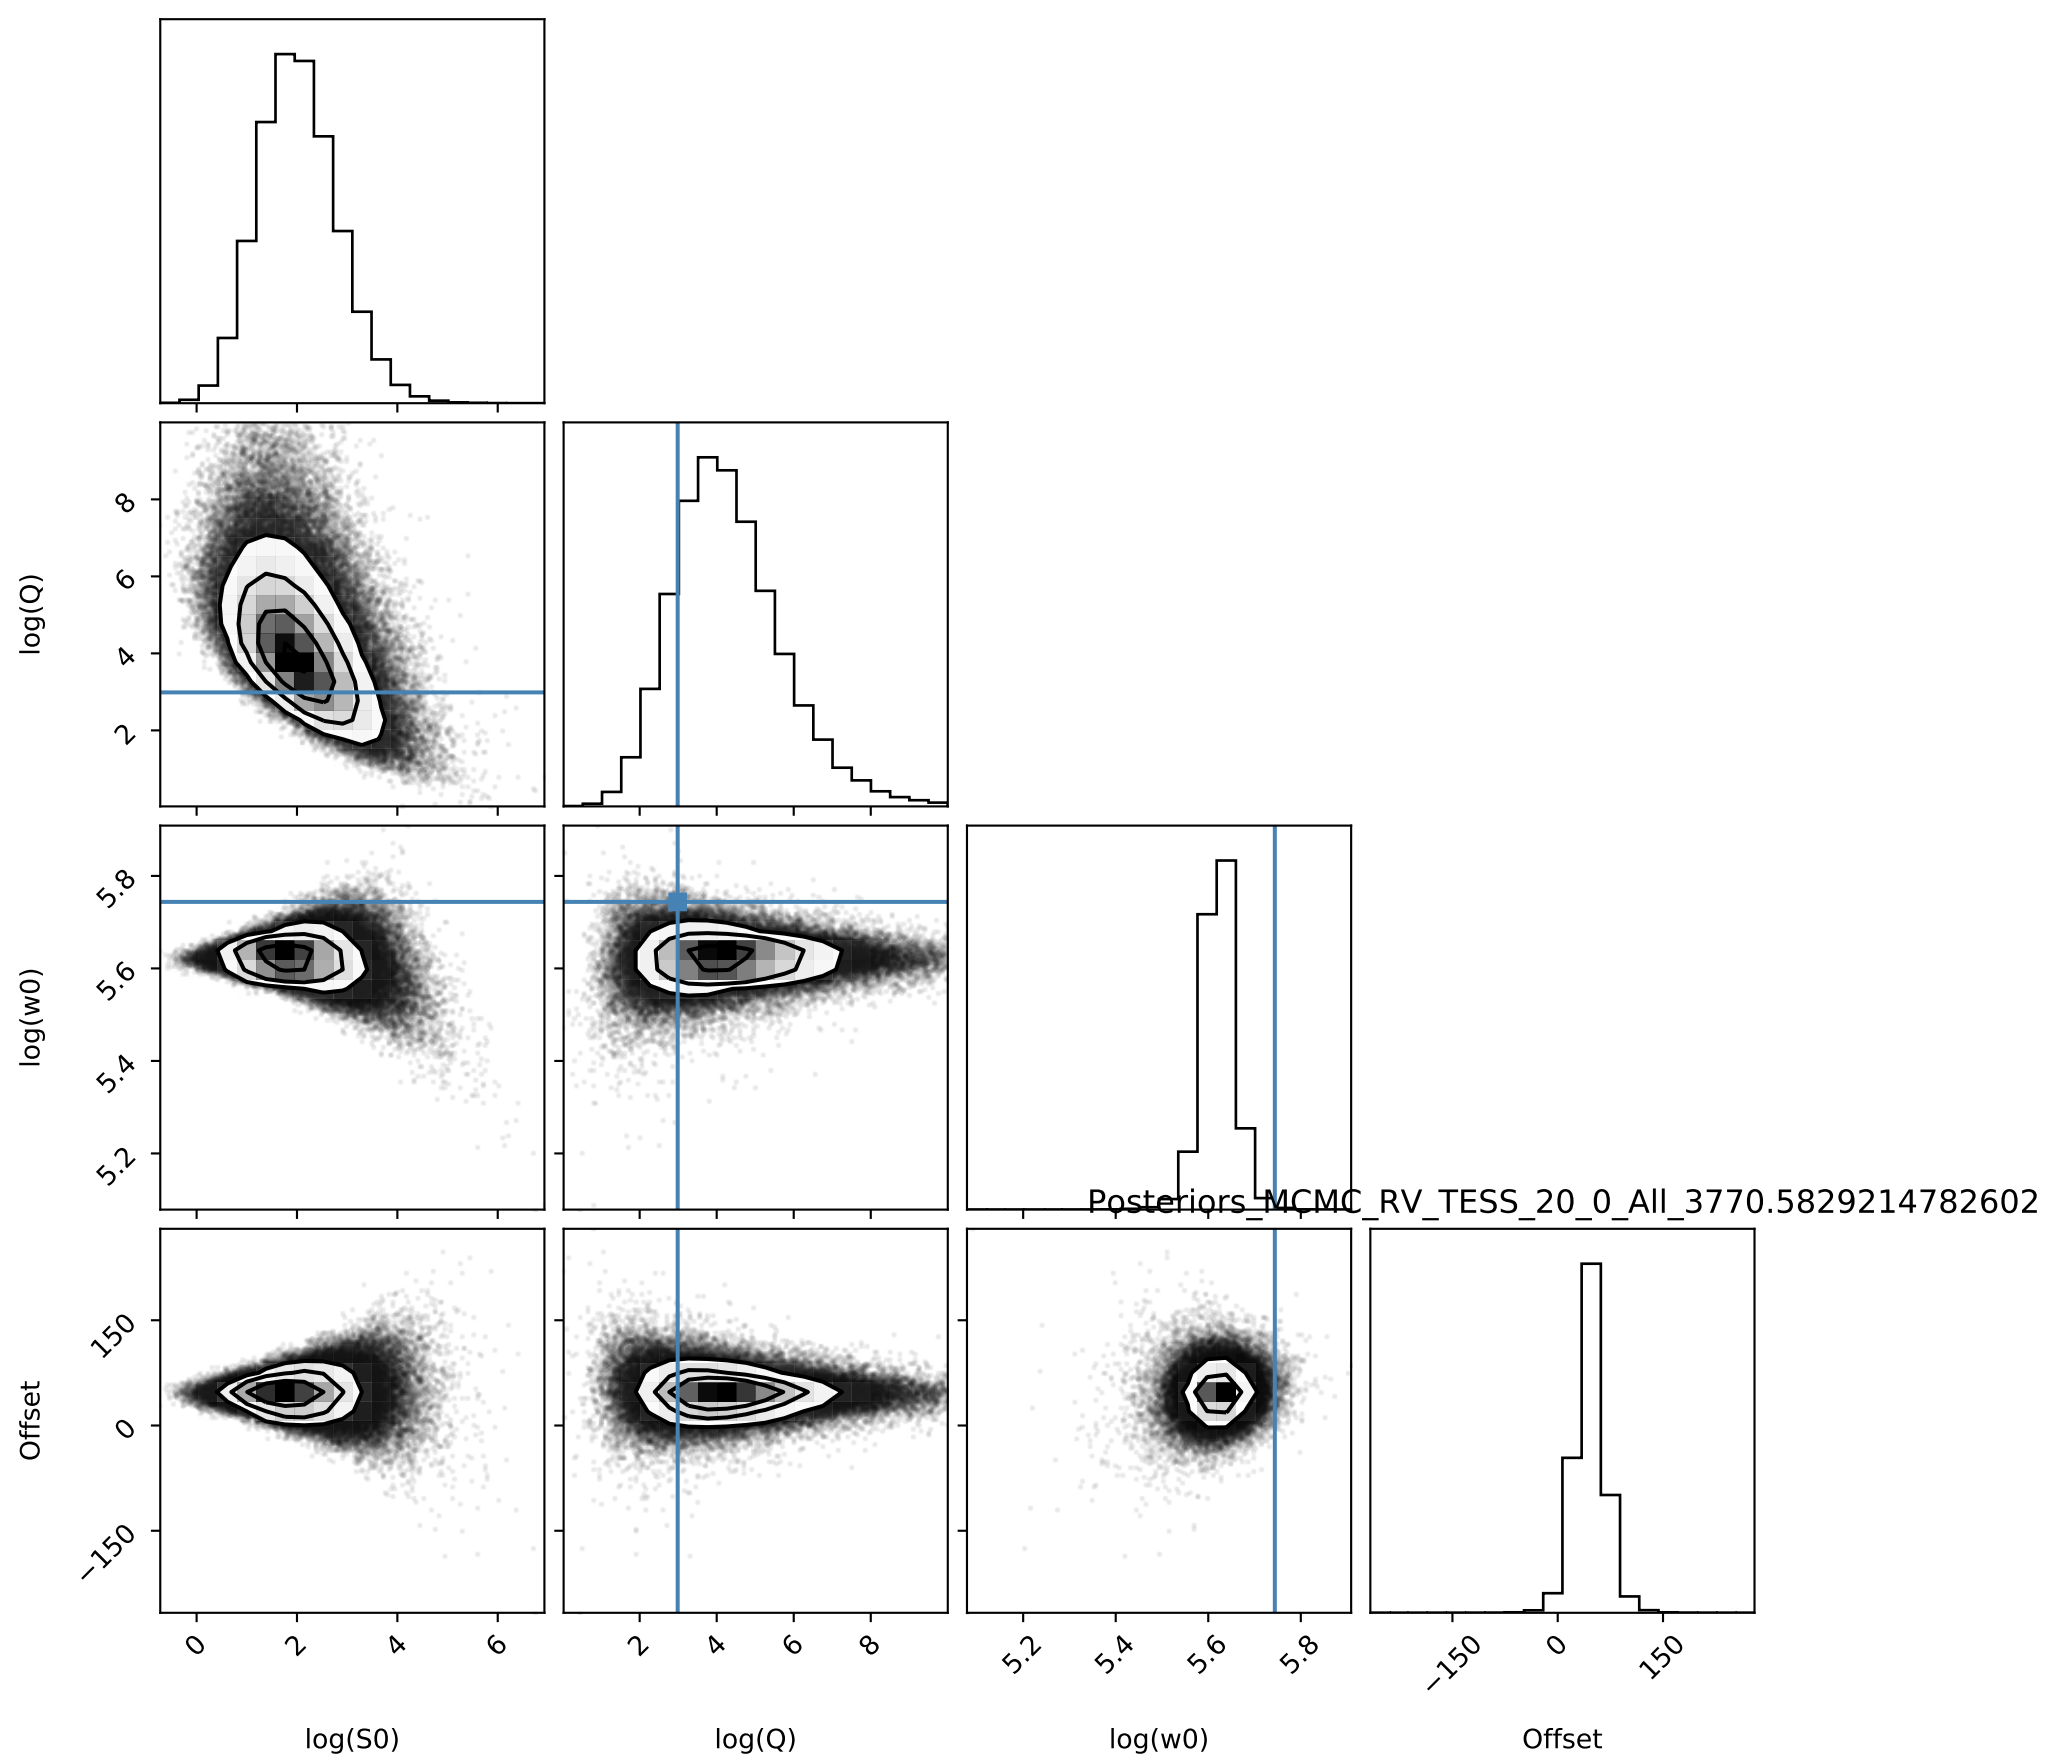 log(Q)
8
6
4
2
log(w0)
5.8
5.6
5.4
5.2
Posteriors_MCMC_RV_TESS_20_0_All_3770.5829214782602
Offset
150
0
−150
0 2 4 6
2 4 6 8
5.2 5.4 5.6 5.8
−150 0 150
log(S0) log(Q) log(w0) Offset